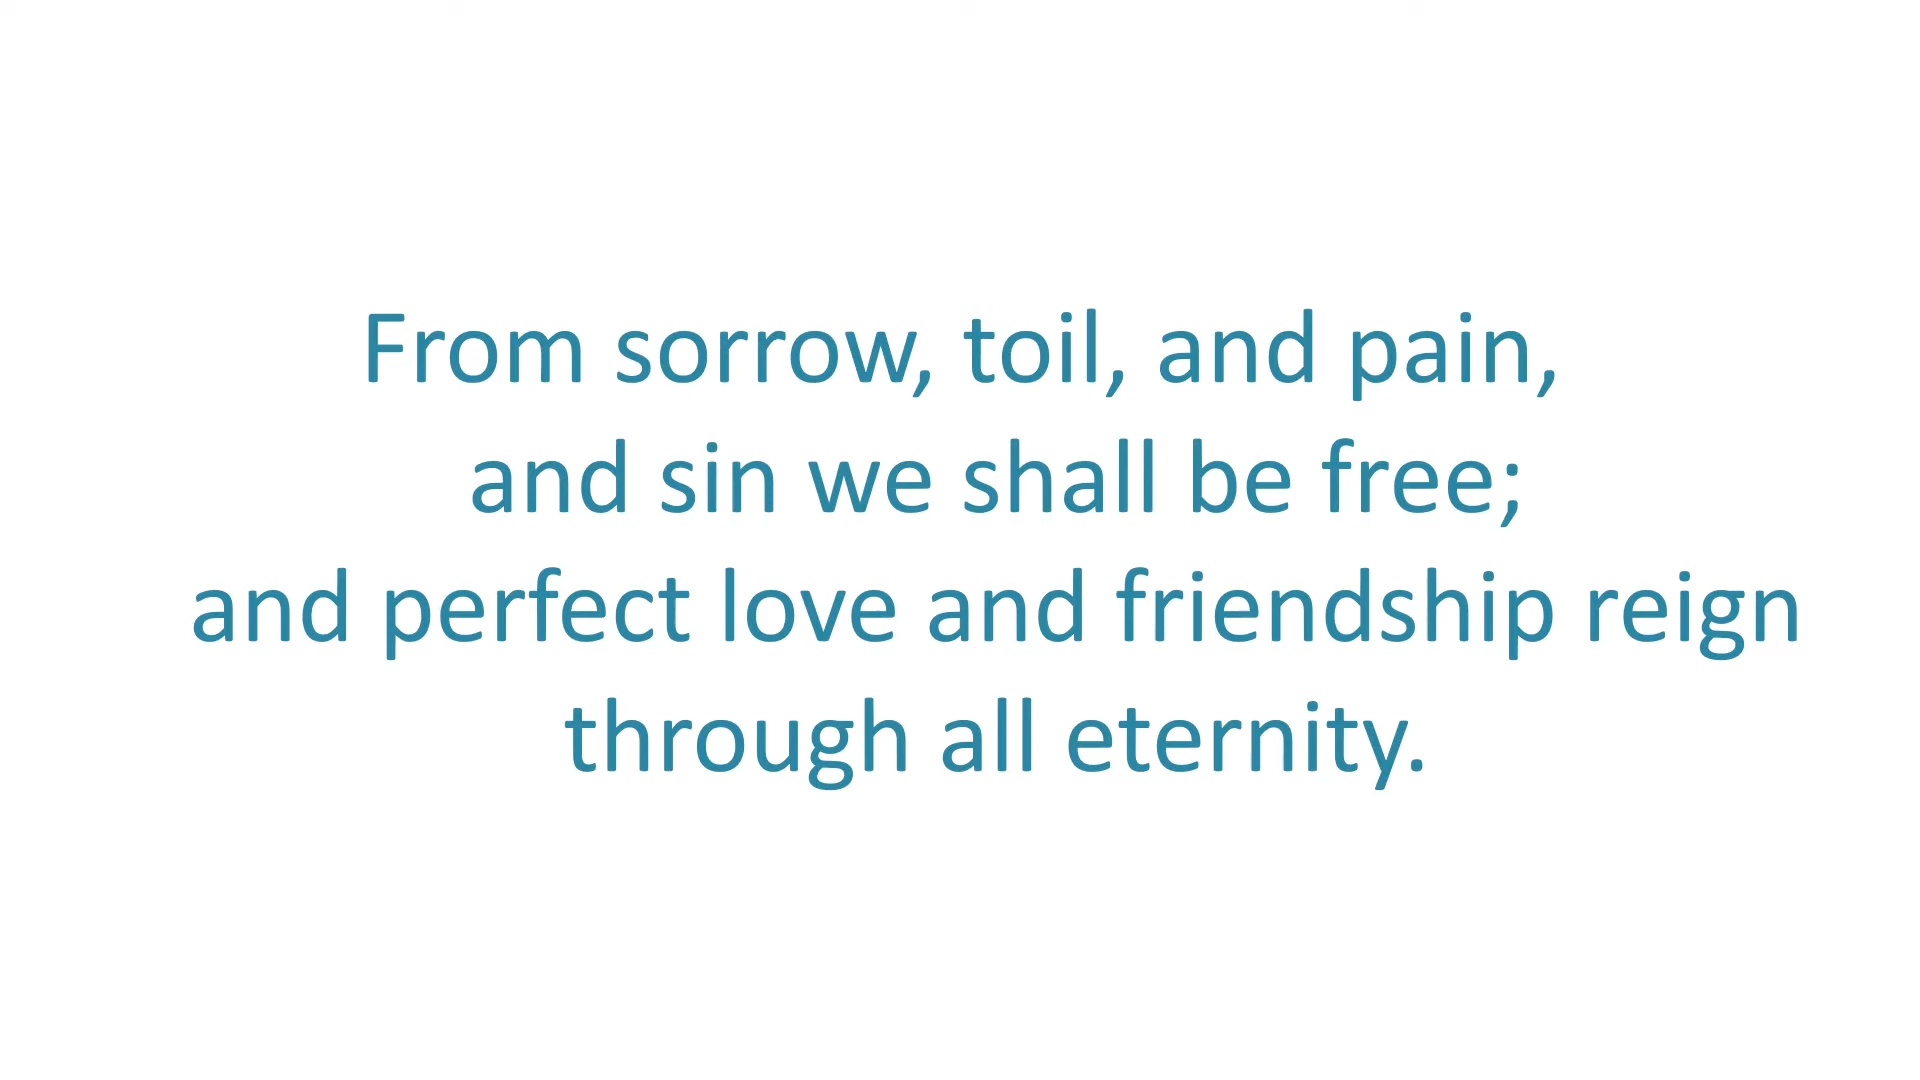 From sorrow, toil, and pain,
and sin we shall be free;
and perfect love and friendship reign
through all eternity.